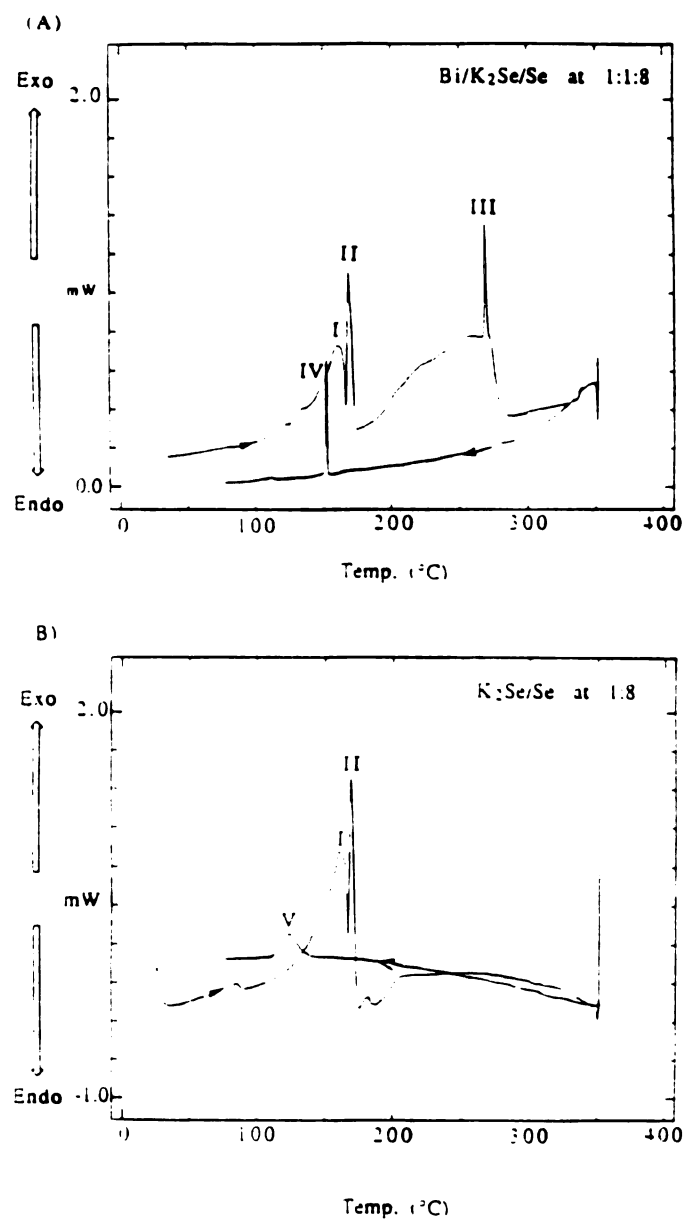 (A)
Exo
2.0
Bi/K₂Se/Se at 1:1:8
III
II
mW
I
IV
0.0
Endo
0 100 200 300 400
Temp. (°C)
B)
Exo
2.0
K₂Se/Se at 1:8
II
I
mW
V
Endo -1.0
0 100 200 300 400
Temp. (°C)